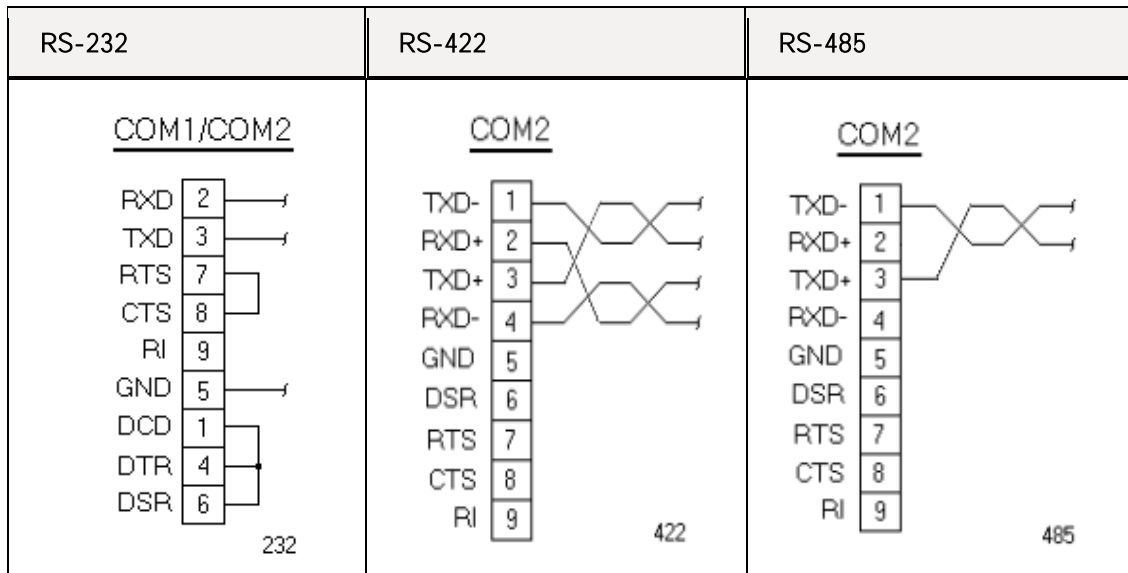 RS-232
RS-422
RS-485
COM1/COM2
RXD 2
TXD 3
RTS 7
CTS 8
RI 9
GND 5
DCD 1
DTR 4
DSR 6
232
COM2
TXD- 1
RXD+ 2
TXD+ 3
RXD- 4
GND 5
DSR 6
RTS 7
CTS 8
RI 9
422
COM2
TXD- 1
RXD+ 2
TXD+ 3
RXD- 4
GND 5
DSR 6
RTS 7
CTS 8
RI 9
485